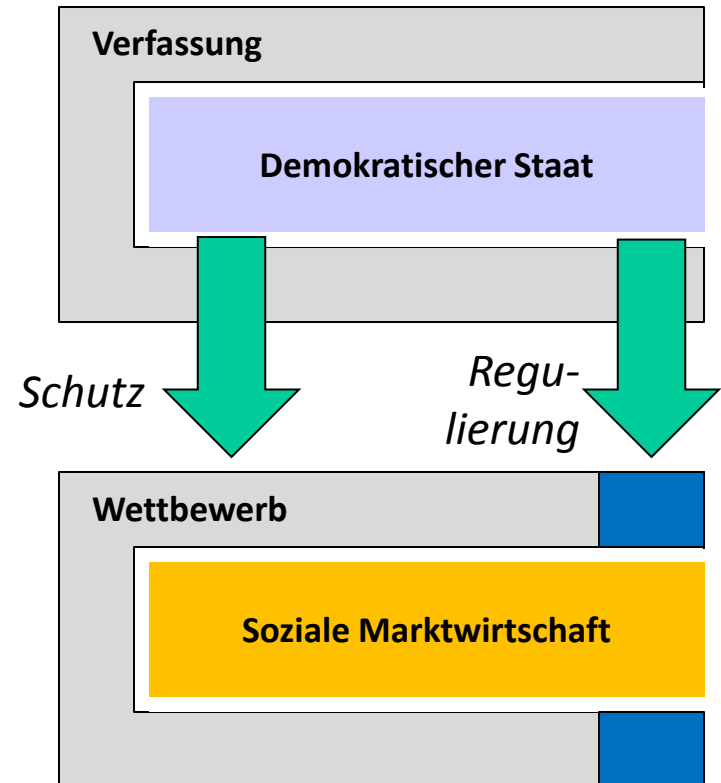 Verfassung
Demokratischer Staat
Schutz
Regu-
lierung
Wettbewerb
Soziale Marktwirtschaft